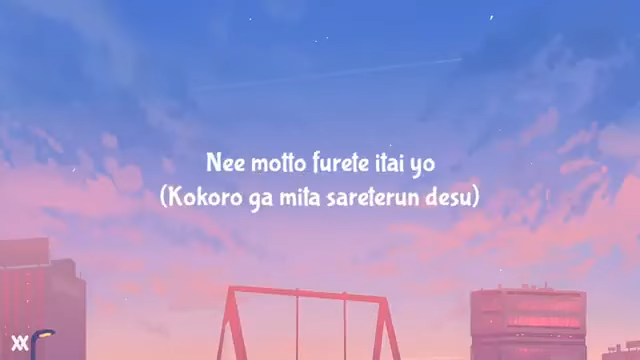 Nee motto furete itai yo
(Kokoro ga mita sareterun desu)